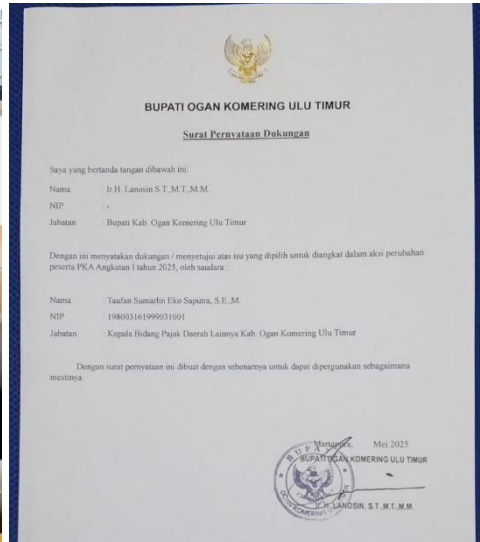 BUPATI OGAN KOMERING ULU TIMUR
Surat Pernyataan Dukungan
Saya yang bertanda tangan dibawah ini:
Nama : Ir.H. Lanosin S.T.,M.T.,M.M.
NIP : -
Jabatan : Bupati Kab. Ogan Komering Ulu Timur
Dengan ini menyatakan dukungan / menyetujui atas isu yang dipilih untuk diangkat dalam aksi perubahan
peserta PKA Angkatan I tahun 2025, oleh saudara :
Nama : Taufan Sumarlin Eko Saputra, S.E.,M.
NIP : 198003161999031001
Jabatan : Kepala Bidang Pajak Daerah Lainnya Kab. Ogan Komering Ulu Timur
Dengan surat pernyataan ini dibuat dengan sebenarnya untuk dapat dipergunakan sebagaimana
mestinya.
Martapura, Mei 2025
BUPATI OGAN KOMERING ULU TIMUR
Ir.H. LANOSIN, S.T.,M.T.,M.M.
BUPATI
OGAN KOMERING